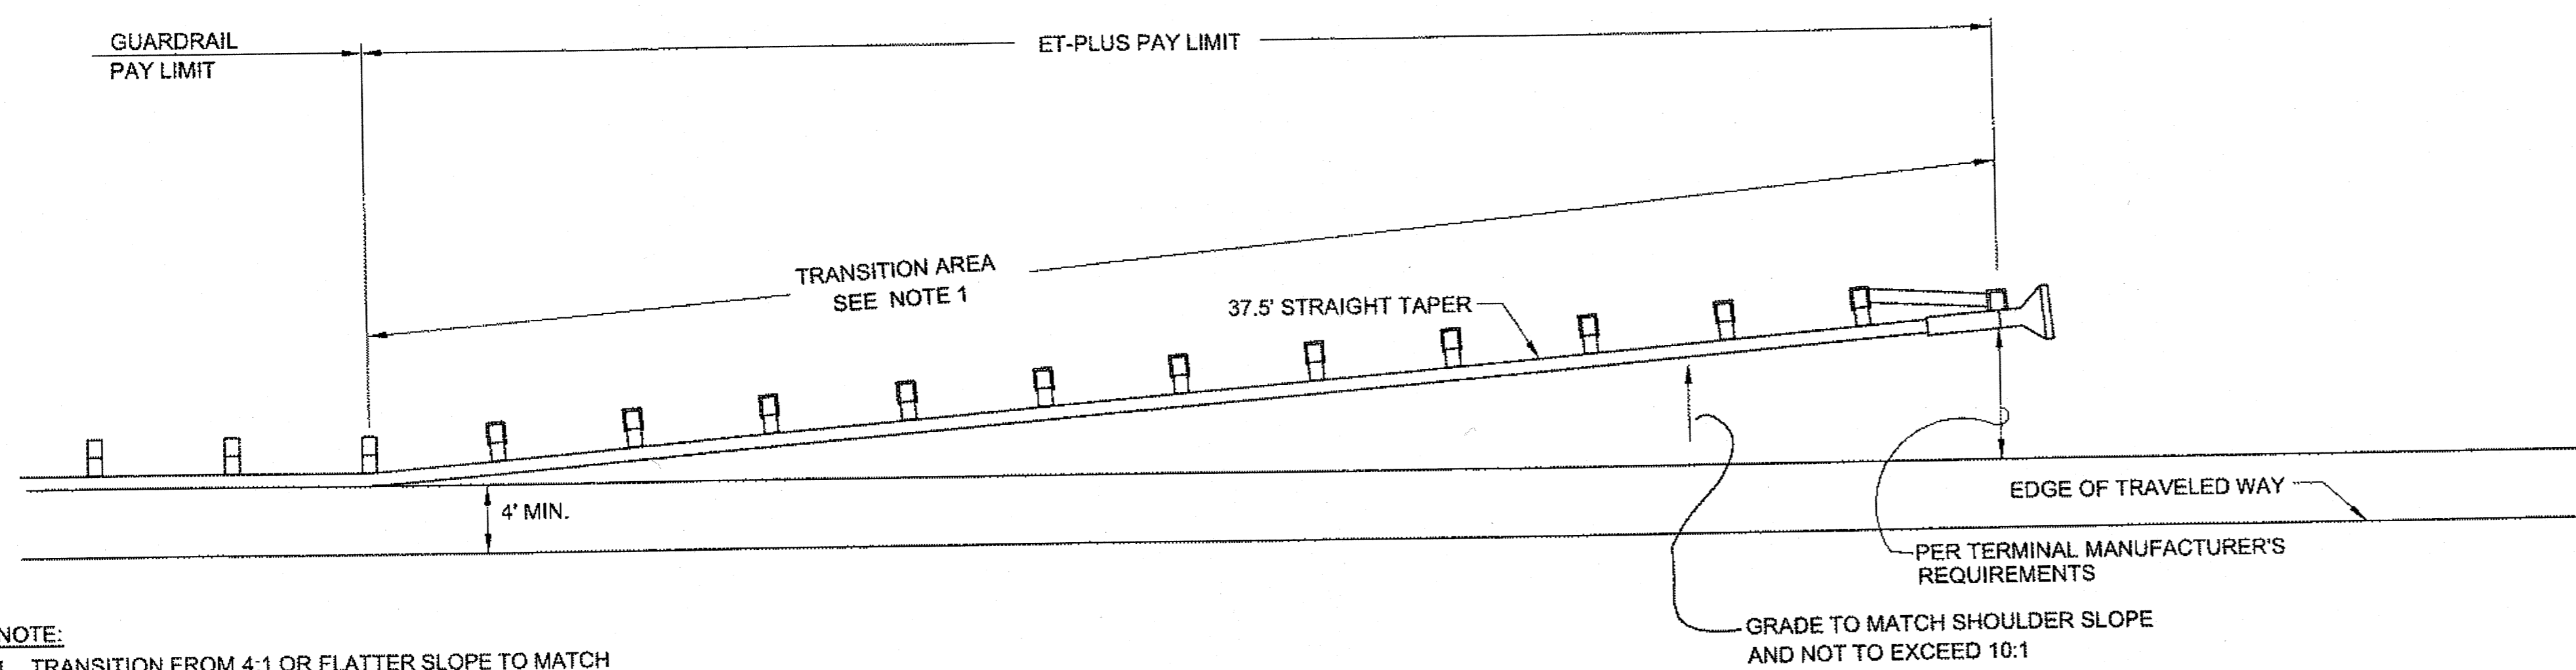 GUARDRAIL
PAY LIMIT
ET-PLUS PAY LIMIT
TRANSITION AREA
SEE NOTE 1
37.5' STRAIGHT TAPER
4' MIN.
EDGE OF TRAVELED WAY
PER TERMINAL MANUFACTURER'S
REQUIREMENTS
GRADE TO MATCH SHOULDER SLOPE
AND NOT TO EXCEED 10:1
NOTE:
TRANSITION FROM 4:1 OR FLATTER SLOPE TO MATCH